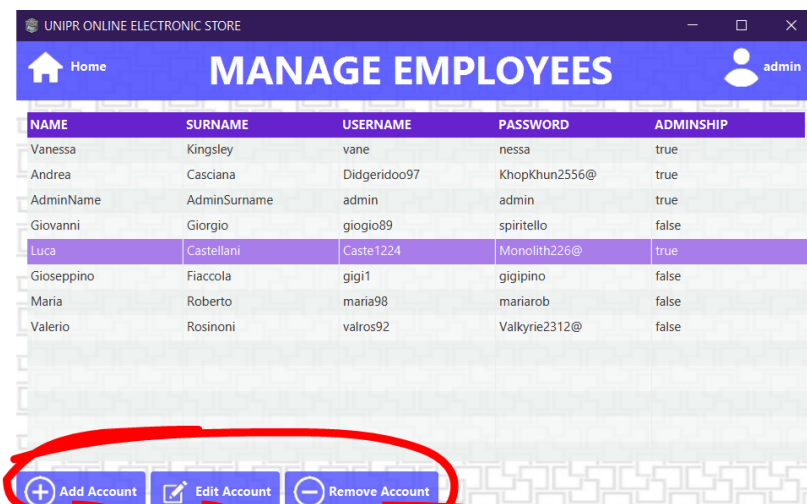 UNIPR ONLINE ELECTRONIC STORE
Home MANAGE EMPLOYEES admin
NAME SURNAME USERNAME PASSWORD ADMINSHIP
Vanessa Kingsley vane nessa true
Andrea Casciana Didgeridoo97 KhopKhun2556@ true
AdminName AdminSurname admin admin true
Giovanni Giorgio giogio89 spiritello false
Luca Castellani Caste1224 Monolith226@ true
Gioseppino Fiaccola gigi1 gigipino false
Maria Roberto maria98 mariarob false
Valerio Rosinoni valros92 Valkyrie2312@ false
Add Account Edit Account Remove Account